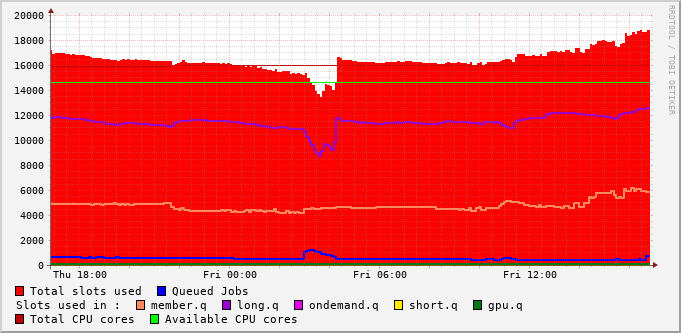 20000
18000
16000
14000
12000
10000
8000
6000
4000
2000
0
Thu 18:00 Fri 00:00 Fri 06:00 Fri 12:00
Total slots used Queued Jobs
Slots used in : member.q long.q ondemand.q short.q gpu.q
Total CPU cores Available CPU cores
RRDTOOL / TOBI OETIKER